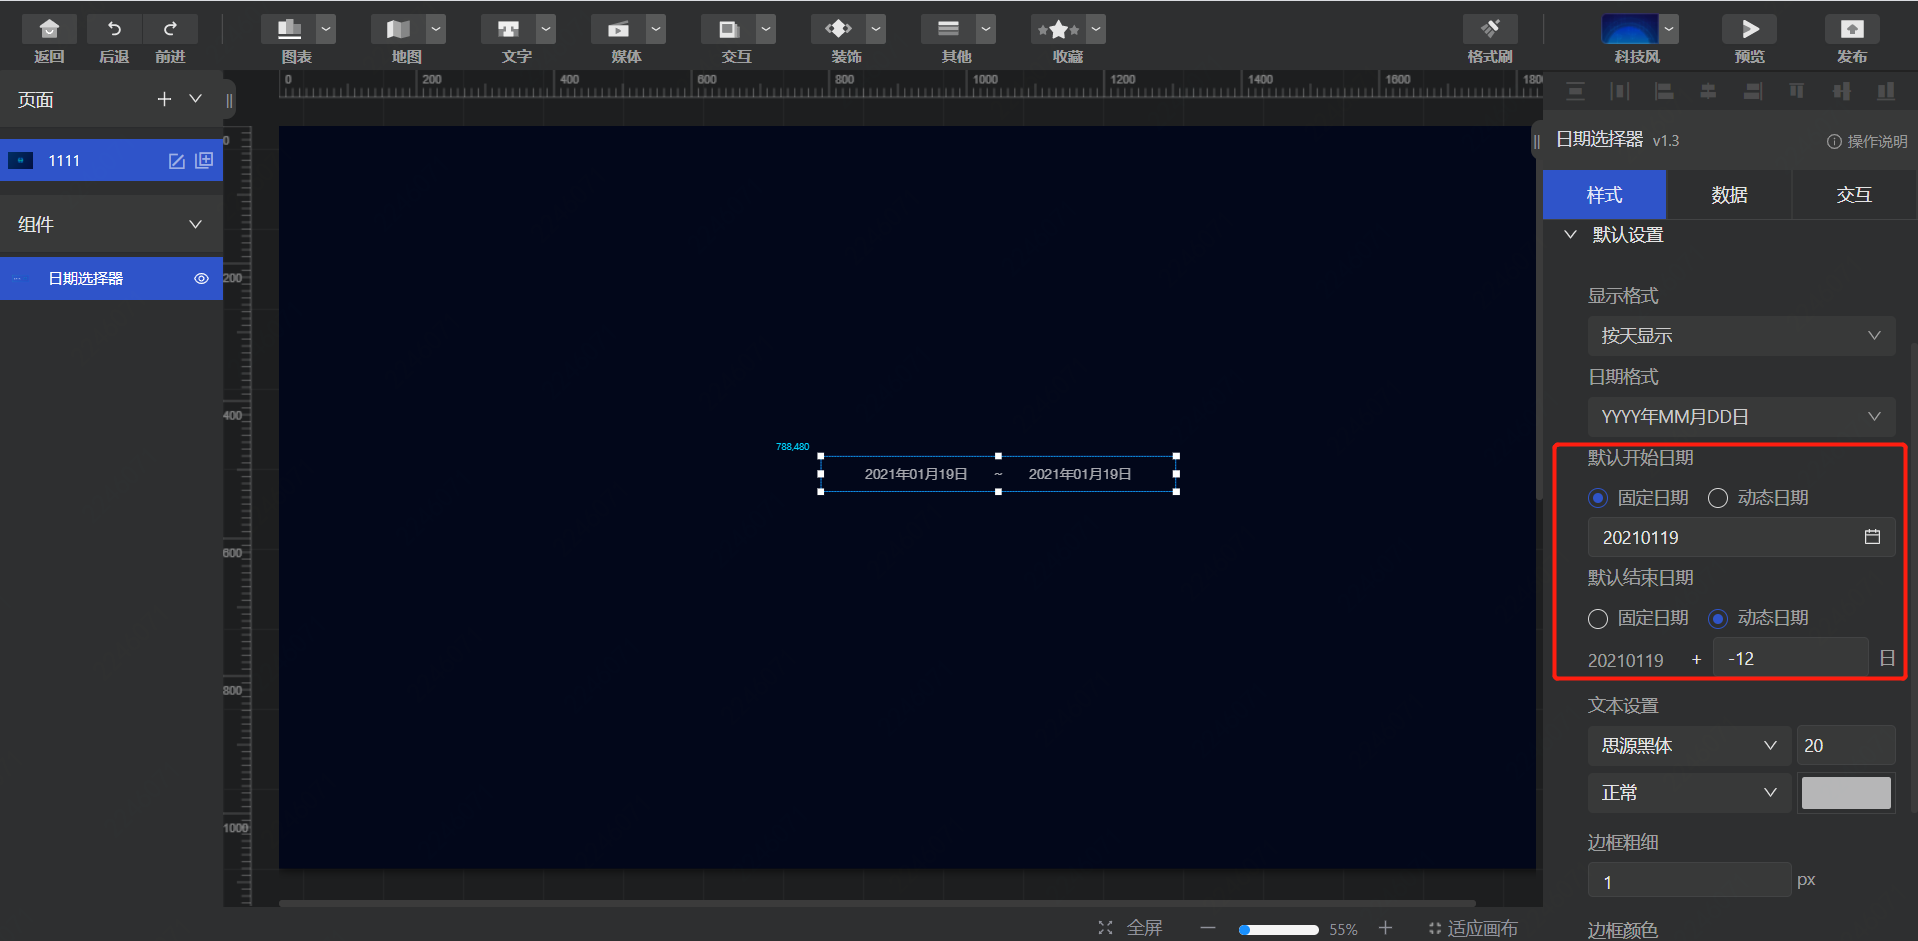 返回
后退
前进
图表
地图
文字
媒体
交互
装饰
其他
收藏
格式刷
科技风
预览
发布
页面
1111
组件
日期选择器
0
200
400
600
800
1000
1200
1400
1600
180
0
200
400
600
800
1000
788,480
2021年01月19日 ~ 2021年01月19日
全屏
55%
适应画布
日期选择器 v1.3
操作说明
样式
数据
交互
默认设置
显示格式
按天显示
日期格式
YYYY年MM月DD日
默认开始日期
固定日期
动态日期
20210119
默认结束日期
固定日期
动态日期
20210119 + -12 日
文本设置
思源黑体
20
正常
边框粗细
1 px
边框颜色